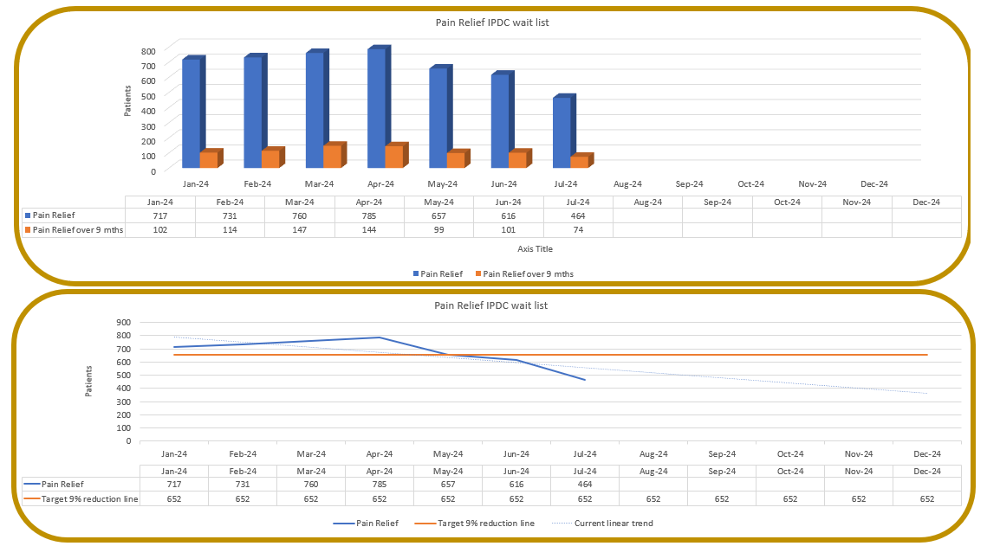 Pain Relief IPDC wait list
800
700
600
500
400
300
200
100
0
Patients
Jan-24 Feb-24 Mar-24 Apr-24 May-24 Jun-24 Jul-24 Aug-24 Sep-24 Oct-24 Nov-24 Dec-24
Jan-24 Feb-24 Mar-24 Apr-24 May-24 Jun-24 Jul-24 Aug-24 Sep-24 Oct-24 Nov-24 Dec-24
Pain Relief 717 731 760 785 657 616 464
Pain Relief over 9 mths 102 114 147 144 99 101 74
Axis Title
Pain Relief Pain Relief over 9 mths
Pain Relief IPDC wait list
900
800
700
600
500
400
300
200
100
0
Patients
Jan-24 Feb-24 Mar-24 Apr-24 May-24 Jun-24 Jul-24 Aug-24 Sep-24 Oct-24 Nov-24 Dec-24
Jan-24 Feb-24 Mar-24 Apr-24 May-24 Jun-24 Jul-24 Aug-24 Sep-24 Oct-24 Nov-24 Dec-24
Pain Relief 717 731 760 785 657 616 464
Target 9% reduction line 652 652 652 652 652 652 652 652 652 652 652 652
Pain Relief Target 9% reduction line Current linear trend